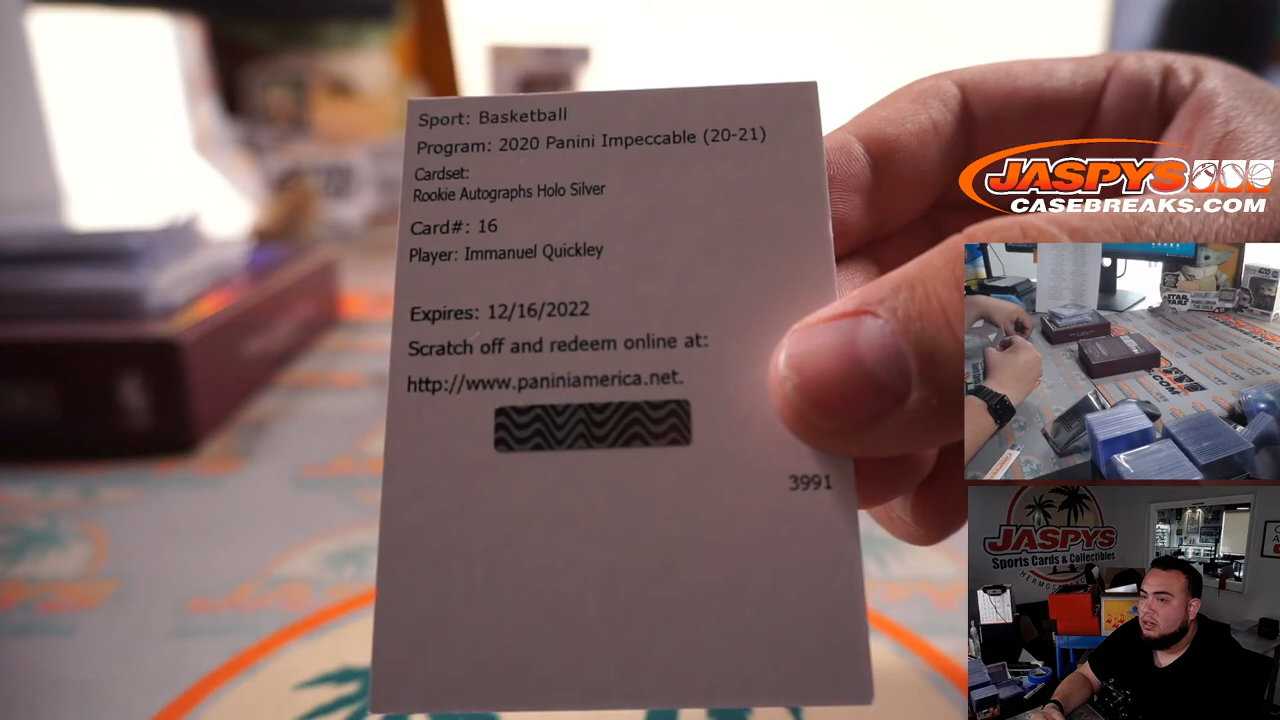 Sport: Basketball
Program: 2020 Panini Impeccable (20-21)
Cardset:
Rookie Autographs Holo Silver
Card#: 16
Player: Immanuel Quickley
Expires: 12/16/2022
Scratch off and redeem online at:
http://www.paniniamerica.net.
3991
JASPYS
CASEBREAKS.COM
STAR
WARS
JASPYS
Sports Cards & Collectibles